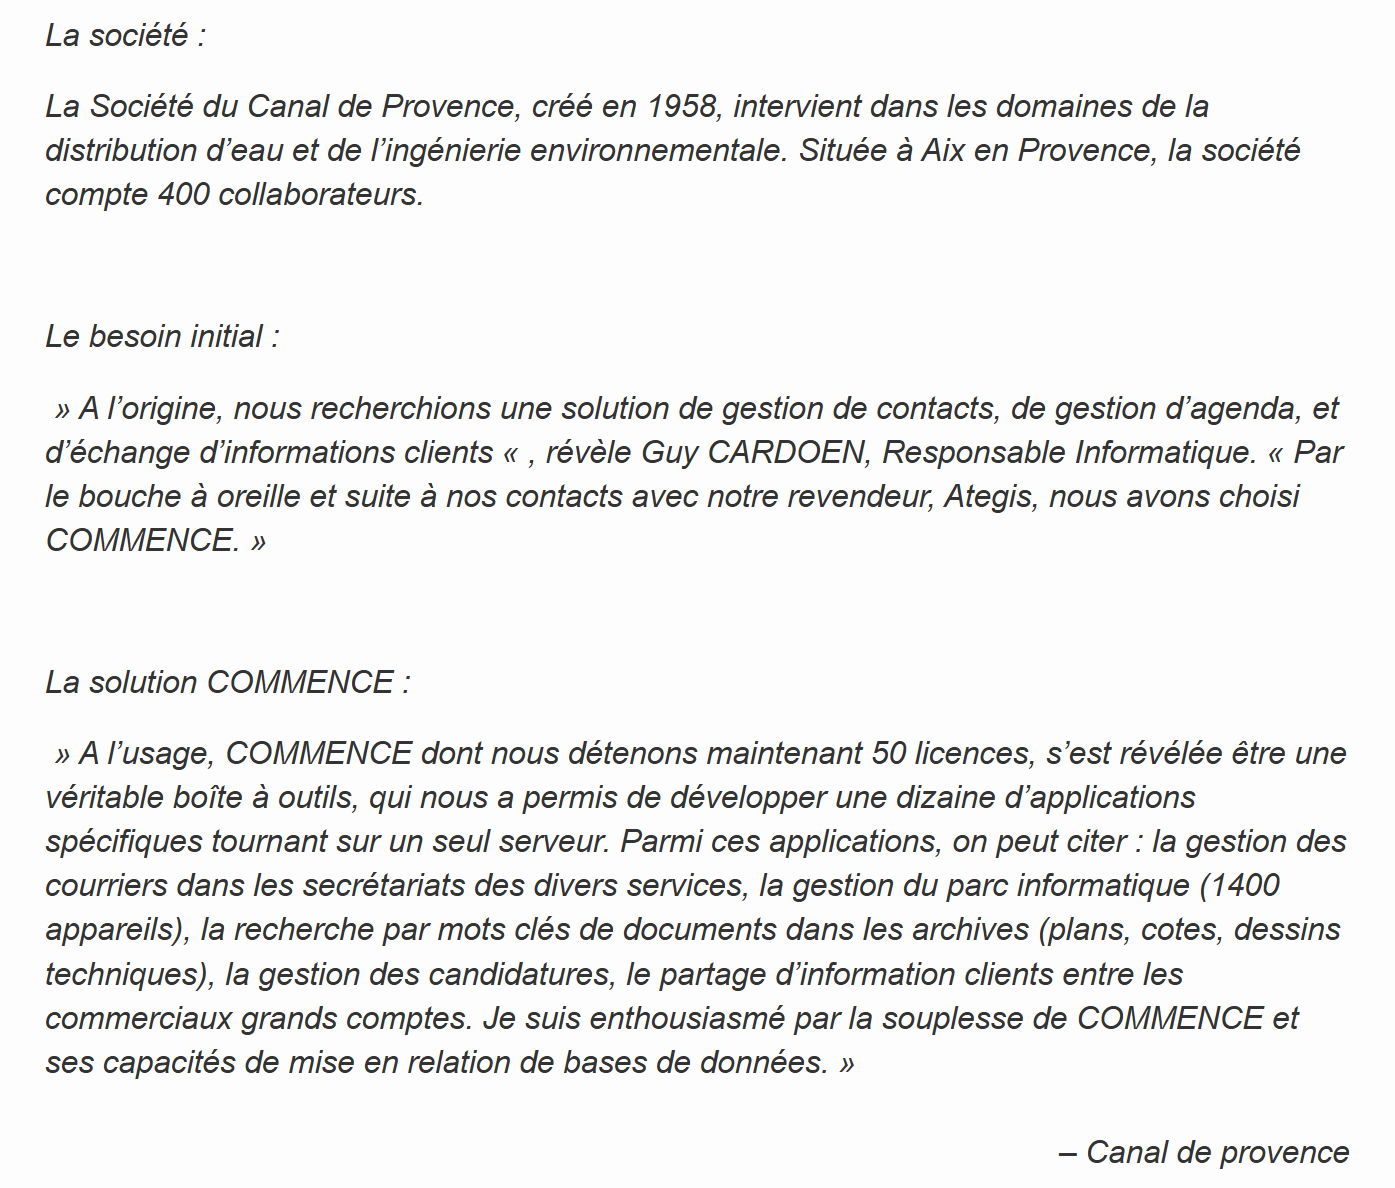 La société :
La Société du Canal de Provence, créé en 1958, intervient dans les domaines de la
distribution d’eau et de l’ingénierie environnementale. Située à Aix en Provence, la société
compte 400 collaborateurs.
Le besoin initial :
» A l’origine, nous recherchions une solution de gestion de contacts, de gestion d’agenda, et
d’échange d’informations clients « , révèle Guy CARDOEN, Responsable Informatique. « Par
le bouche à oreille et suite à nos contacts avec notre revendeur, Ategis, nous avons choisi
COMMENCE. »
La solution COMMENCE :
» A l’usage, COMMENCE dont nous détenons maintenant 50 licences, s’est révélée être une
véritable boîte à outils, qui nous a permis de développer une dizaine d’applications
spécifiques tournant sur un seul serveur. Parmi ces applications, on peut citer : la gestion des
courriers dans les secrétariats des divers services, la gestion du parc informatique (1400
appareils), la recherche par mots clés de documents dans les archives (plans, cotes, dessins
techniques), la gestion des candidatures, le partage d’information clients entre les
commerciaux grands comptes. Je suis enthousiasmé par la souplesse de COMMENCE et
ses capacités de mise en relation de bases de données. »
– Canal de provence